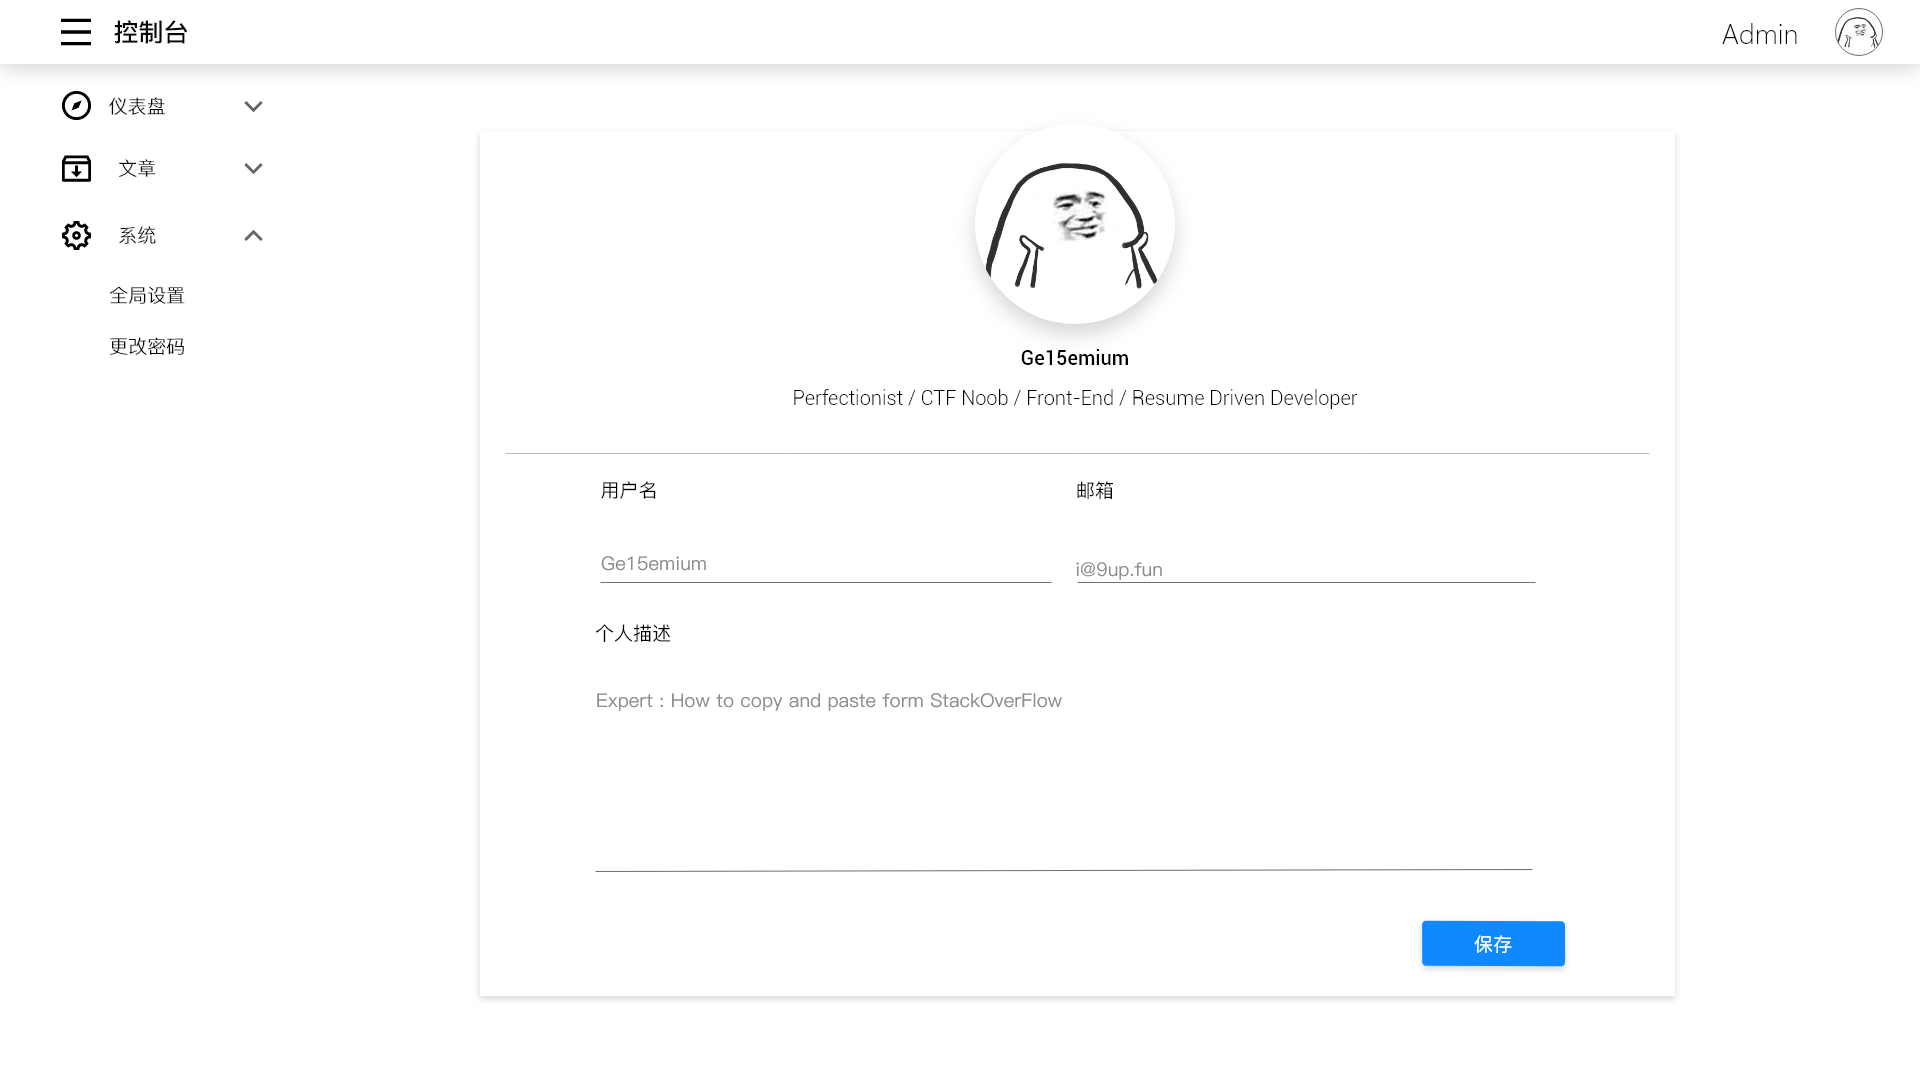 控制台
Admin
仪表盘
文章
系统
全局设置
更改密码
Ge15emium
Perfectionist / CTF Noob / Front-End / Resume Driven Developer
用户名
邮箱
Ge15emium
i@9up.fun
个人描述
Expert : How to copy and paste form StackOverFlow
保存